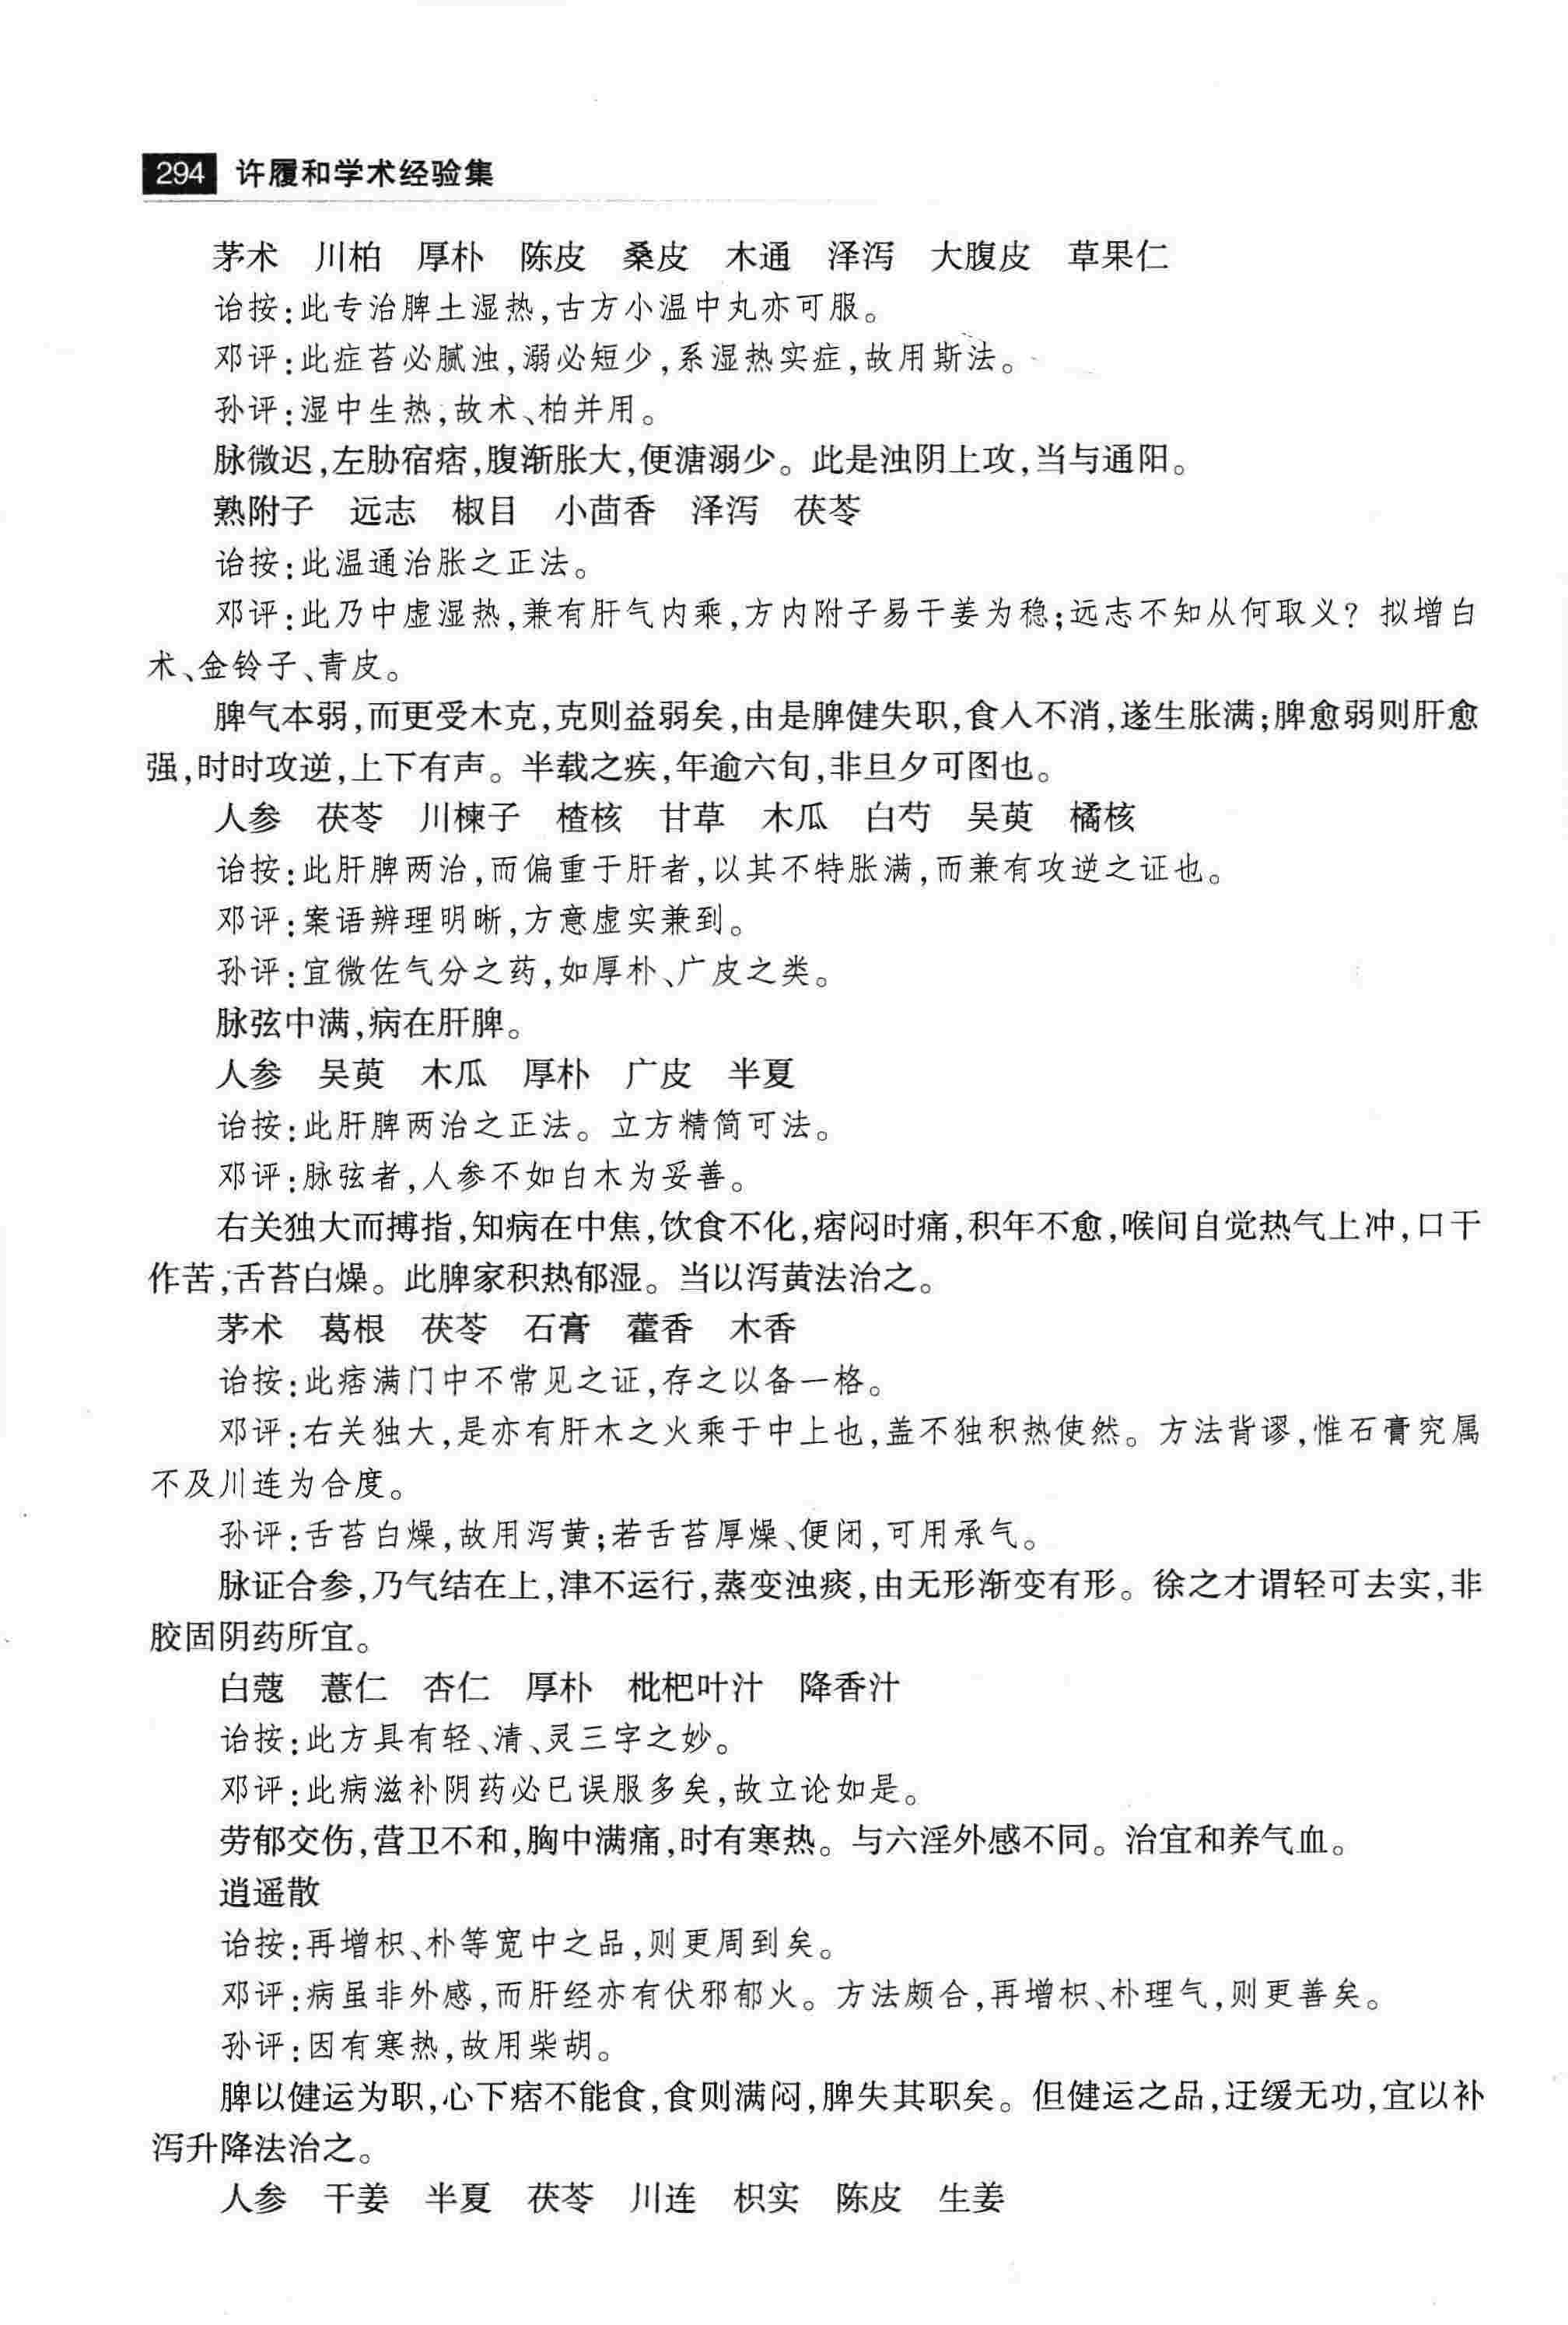 294 许履和学术经验集
茅术 川柏 厚朴 陈皮 桑皮 木通 泽泻 大腹皮 草果仁
诒按:此专治脾土湿热,古方小温中丸亦可服。
邓评:此症苔必腻浊,溺必短少,系湿热实症,故用斯法。
孙评:湿中生热,故术、柏并用。
脉微迟,左胁宿痞,腹渐胀大,便溏溺少。此是浊阴上攻,当与通阳。
熟附子 远志 椒目 小茴香 泽泻 茯苓
诒按:此温通治胀之正法。
邓评:此乃中虚湿热,兼有肝气内乘,方内附子易干姜为稳;远志不知从何取义?拟增白
术、金铃子、青皮。
脾气本弱,而更受木克,克则益弱矣,由是脾健失职,食入不消,遂生胀满;脾愈弱则肝愈
强,时时攻逆,上下有声。半载之疾,年逾六旬,非旦夕可图也。
人参 茯苓 川楝子 楂核 甘草 木瓜 白芍 吴萸 橘核
诒按:此肝脾两治,而偏重于肝者,以其不特胀满,而兼有攻逆之证也。
邓评:案语辨理明晰,方意虚实兼到。
孙评:宜微佐气分之药,如厚朴、广皮之类。
脉弦中满,病在肝脾。
人参 吴萸 木瓜 厚朴 广皮 半夏
诒按:此肝脾两治之正法。立方精简可法。
邓评:脉弦者,人参不如白木为妥善。
右关独大而搏指,知病在中焦,饮食不化,痞闷时痛,积年不愈,喉间自觉热气上冲,口干
作苦,舌苔白燥。此脾家积热郁湿。当以泻黄法治之。
茅术 葛根 茯苓 石膏 藿香 木香
诒按:此痞满门中不常见之证,存之以备一格。
邓评:右关独大,是亦有肝木之火乘于中上也,盖不独积热使然。方法背谬,惟石膏究属
不及川连为合度。
孙评:舌苔白燥,故用泻黄;若舌苔厚燥、便闭,可用承气。
脉证合参,乃气结在上,津不运行,蒸变浊痰,由无形渐变有形。徐之才谓轻可去实,非
胶固阴药所宜。
白蔻 薏仁 杏仁 厚朴 枇杷叶汁 降香汁
诒按:此方具有轻、清、灵三字之妙。
邓评:此病滋补阴药必已误服多矣,故立论如是。
劳郁交伤,营卫不和,胸中满痛,时有寒热。与六淫外感不同。治宜和养气血。
逍遥散
诒按:再增枳、朴等宽中之品,则更周到矣。
邓评:病虽非外感,而肝经亦有伏邪郁火。方法颇合,再增枳、朴理气,则更善矣。
孙评:因有寒热,故用柴胡。
脾以健运为职,心下痞不能食,食则满闷,脾失其职矣。但健运之品,迂缓无功,宜以补
泻升降法治之。
人参 干姜 半夏 茯苓 川连 枳实 陈皮 生姜